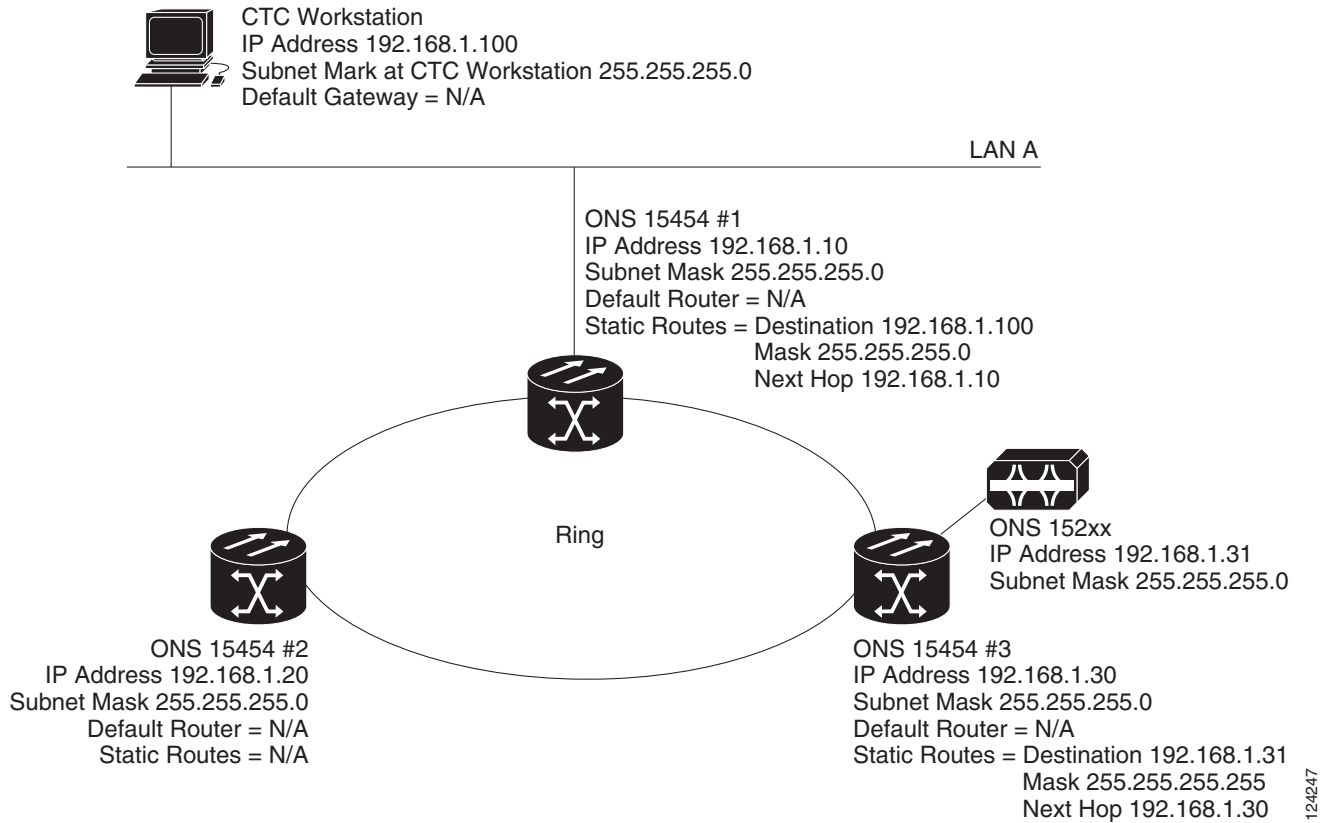 CTC Workstation
IP Address 192.168.1.100
Subnet Mark at CTC Workstation 255.255.255.0
Default Gateway = N/A
LAN A
ONS 15454 #1
IP Address 192.168.1.10
Subnet Mask 255.255.255.0
Default Router = N/A
Static Routes = Destination 192.168.1.100
Mask 255.255.255.0
Next Hop 192.168.1.10
Ring
ONS 152xx
IP Address 192.168.1.31
Subnet Mask 255.255.255.0
ONS 15454 #2
IP Address 192.168.1.20
Subnet Mask 255.255.255.0
Default Router = N/A
Static Routes = N/A
ONS 15454 #3
IP Address 192.168.1.30
Subnet Mask 255.255.255.0
Default Router = N/A
Static Routes = Destination 192.168.1.31
Mask 255.255.255.255
Next Hop 192.168.1.30
124247